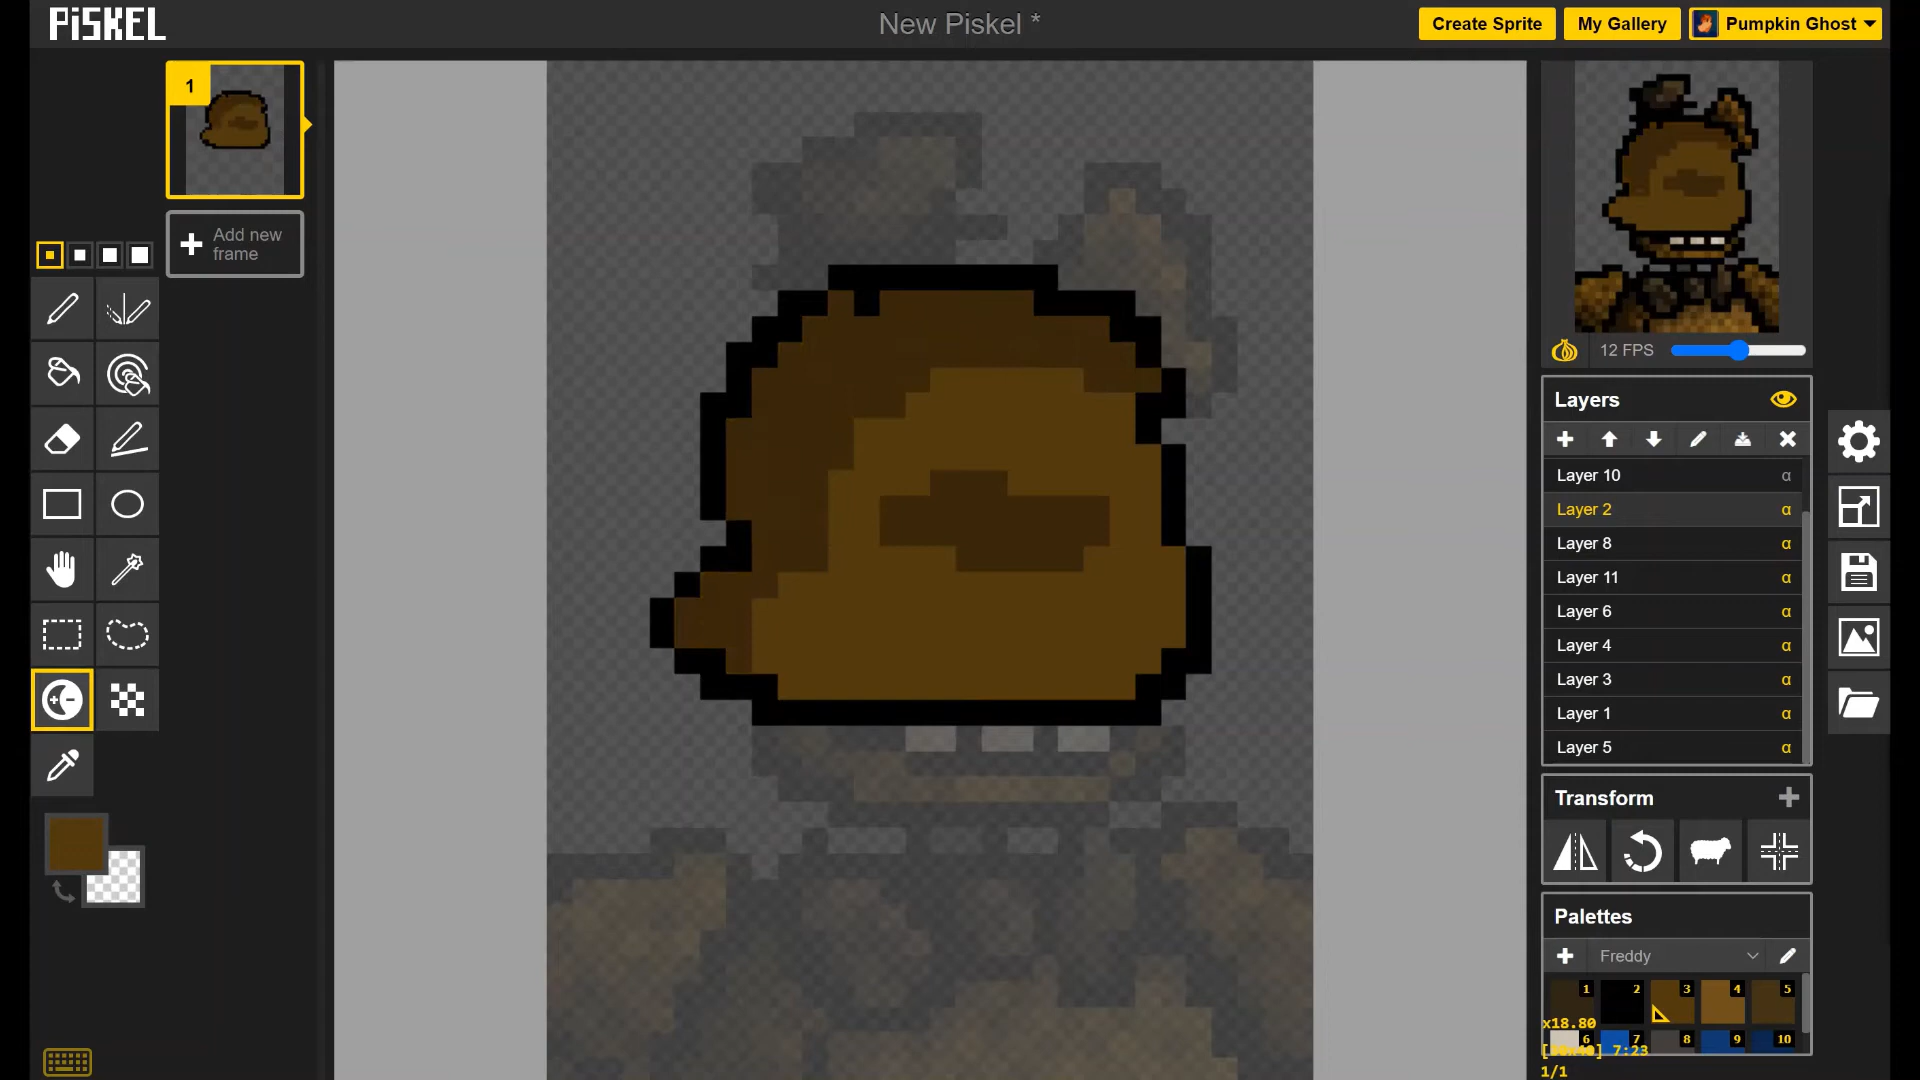 PiSKEL
New Piskel *
Create Sprite
My Gallery
Pumpkin Ghost
1
Add new
frame
12 FPS
Layers
Layer 10 α
Layer 2 α
Layer 8 α
Layer 11 α
Layer 6 α
Layer 4 α
Layer 3 α
Layer 1 α
Layer 5 α
Transform
Palettes
Freddy
1 2 3 4 5
x18.80
6 7 8 9 10
7:23
1/1